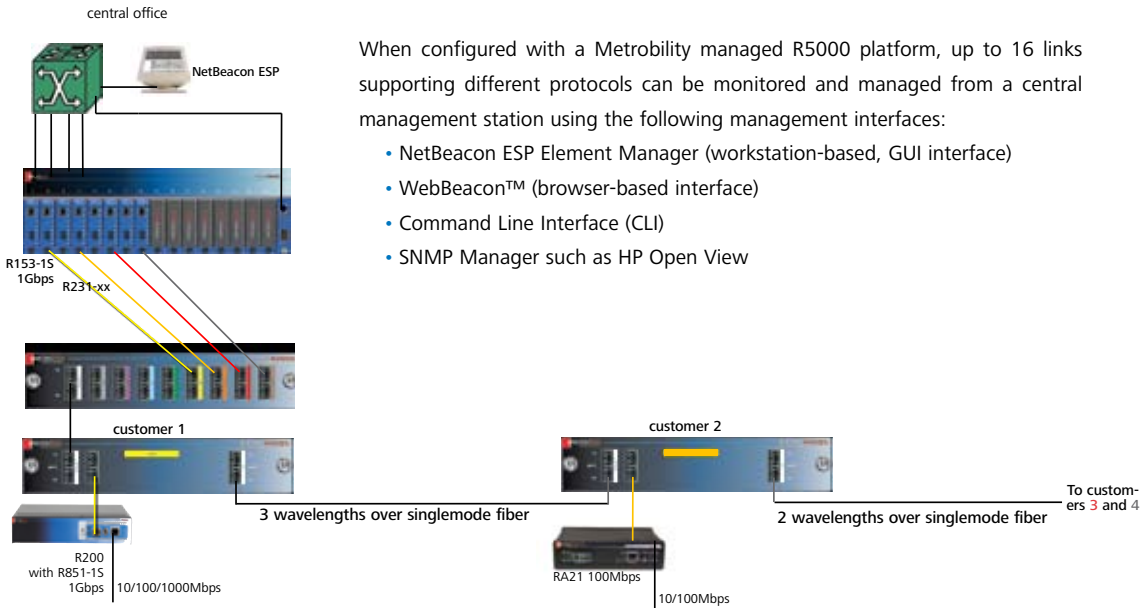 central office
NetBeacon ESP
When configured with a Metrobility managed R5000 platform, up to 16 links
supporting different protocols can be monitored and managed from a central
management station using the following management interfaces:
• NetBeacon ESP Element Manager (workstation-based, GUI interface)
• WebBeacon™ (browser-based interface)
• Command Line Interface (CLI)
• SNMP Manager such as HP Open View
R153-1S
1Gbps
R231-xx
customer 1
customer 2
3 wavelengths over singlemode fiber
2 wavelengths over singlemode fiber
To custom-
ers 3 and 4
R200
with R851-1S
1Gbps
10/100/1000Mbps
RA21 100Mbps
10/100Mbps